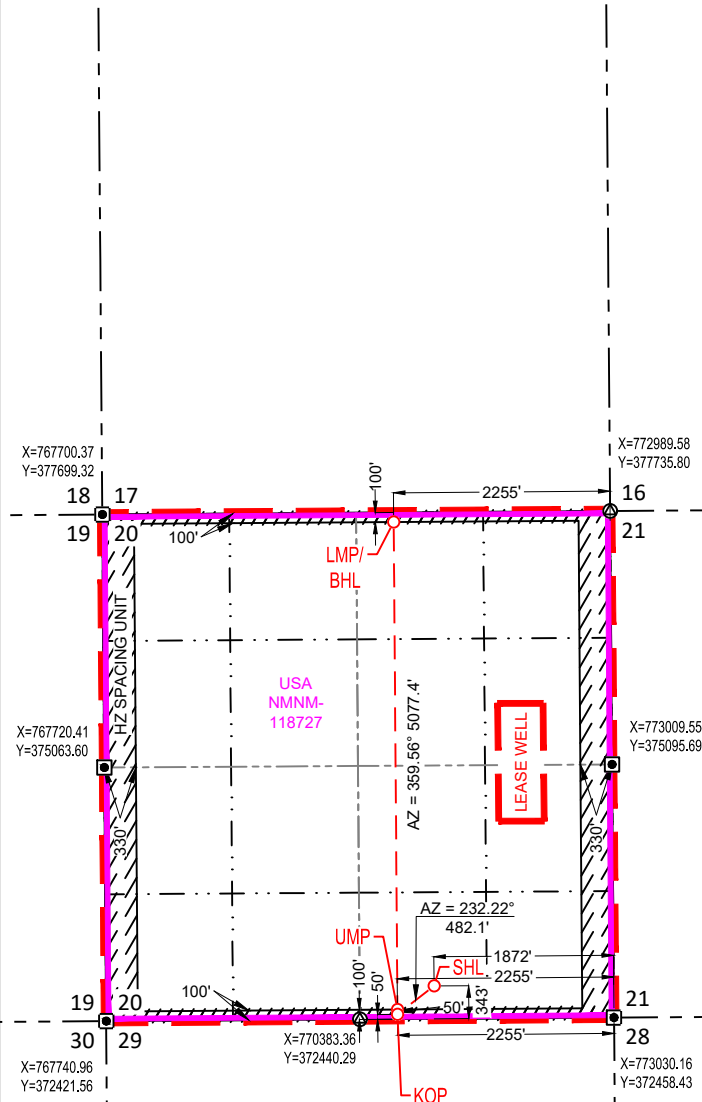 X=767700.37
Y=377699.32
X=772989.58
Y=377735.80
100'
2255'
18 17
16
19 20
21
100'
LMP/
BHL
HZ SPACING UNIT
USA
NMNM-
118727
AZ = 359.56° 5077.4'
LEASE WELL
X=767720.41
Y=375063.60
X=773009.55
Y=375095.69
330'
330'
AZ = 232.22°
482.1'
UMP
1872'
SHL
2255'
100'
50'
100'
50'
343'
19 20
21
30 29
28
2255'
X=770383.36
Y=372440.29
X=767740.96
Y=372421.56
X=773030.16
Y=372458.43
KOP